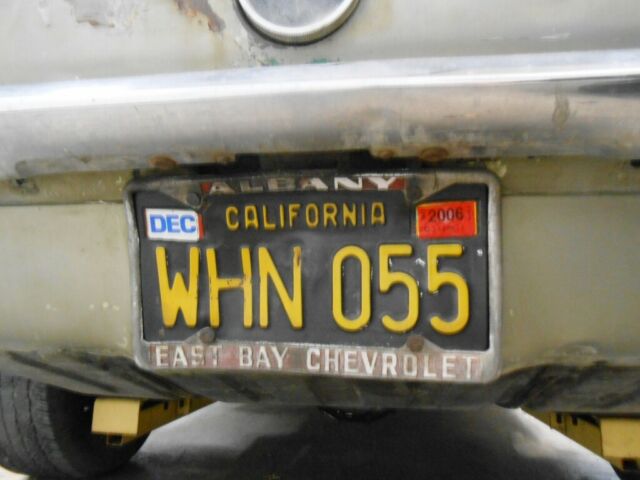 ALBANY
DEC CALIFORNIA 2006
WHN 055
EAST BAY CHEVROLET